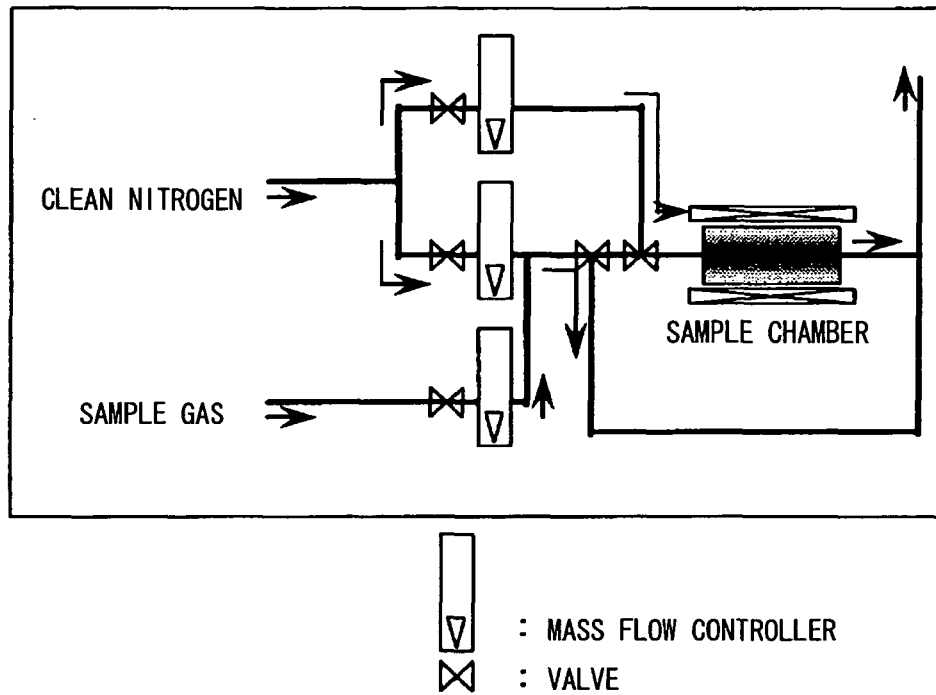 CLEAN NITROGEN
SAMPLE CHAMBER
SAMPLE GAS
: MASS FLOW CONTROLLER
: VALVE